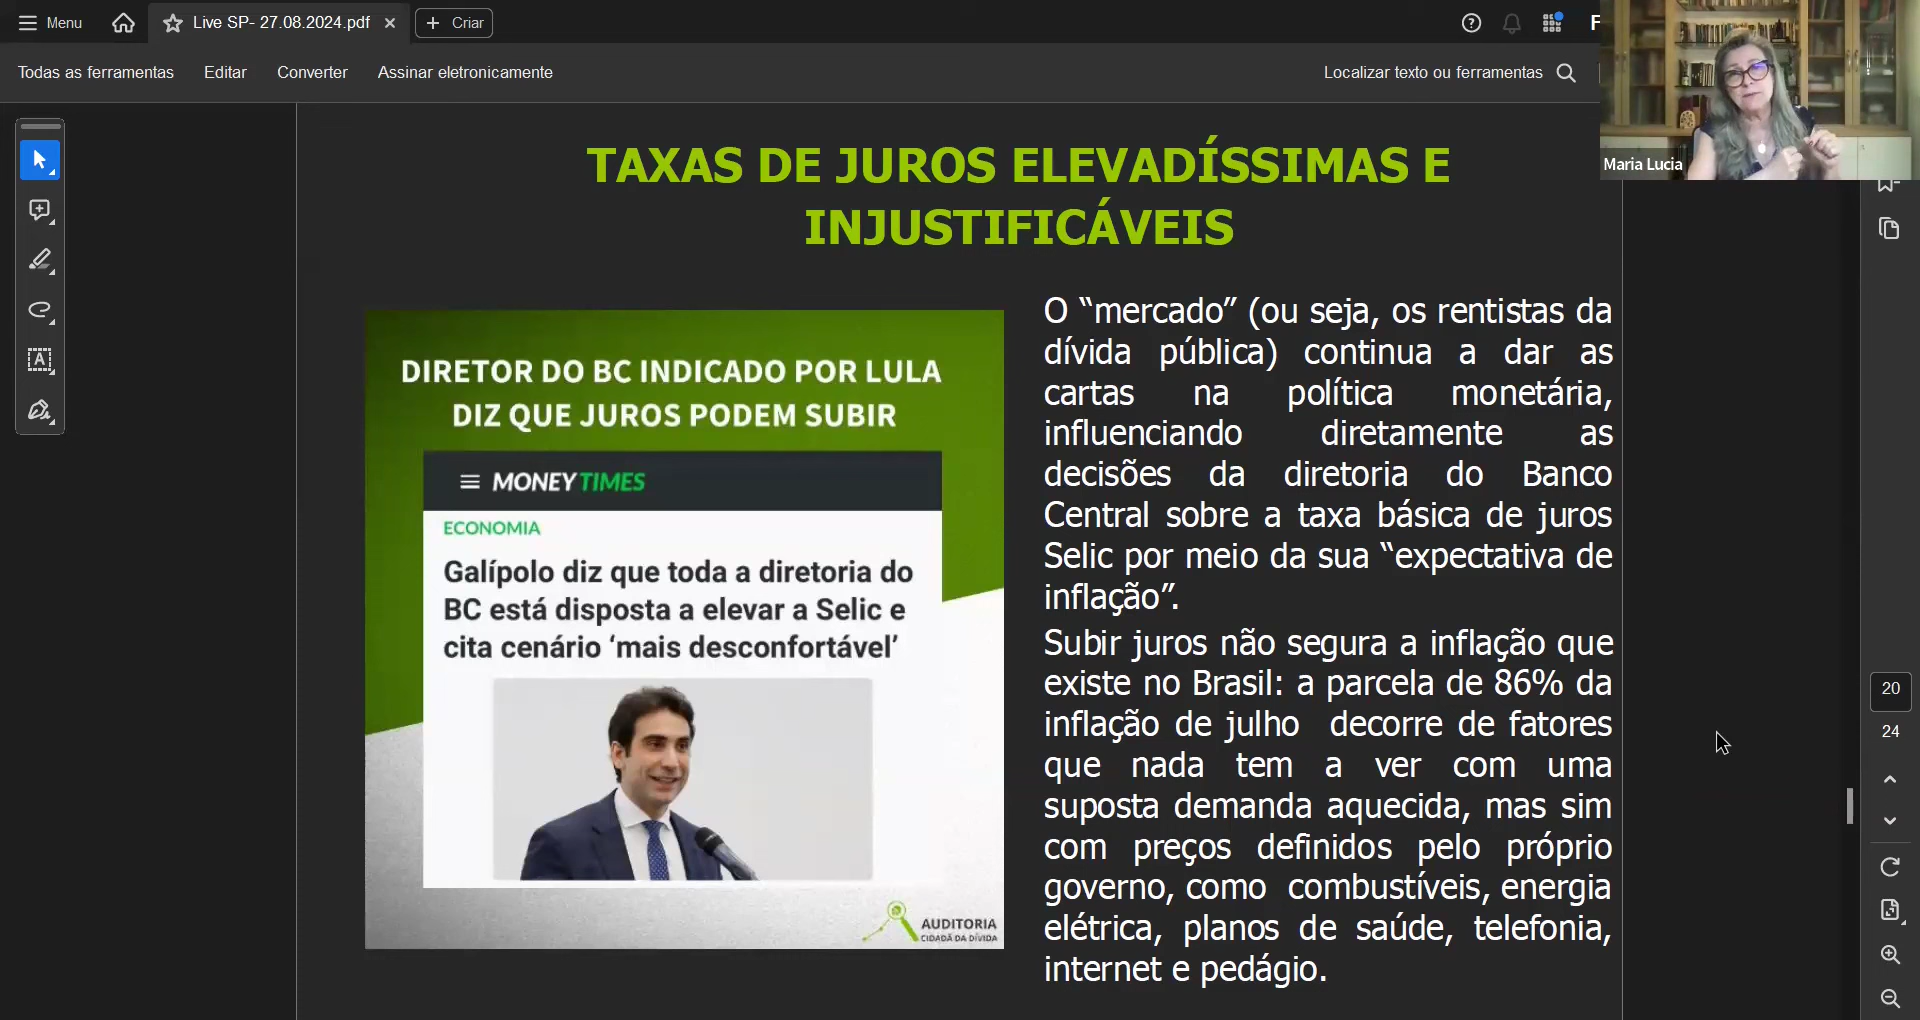 Menu
Live SP- 27.08.2024.pdf
Criar
F
Todas as ferramentas
Editar
Converter
Assinar eletronicamente
Localizar texto ou ferramentas
Maria Lucia
TAXAS DE JUROS ELEVADÍSSIMAS E
INJUSTIFICÁVEIS
DIRETOR DO BC INDICADO POR LULA
DIZ QUE JUROS PODEM SUBIR
MONEY TIMES
ECONOMIA
Galípolo diz que toda a diretoria do
BC está disposta a elevar a Selic e
cita cenário ‘mais desconfortável’
AUDITORIA
CIDADÃ DA DÍVIDA
O “mercado” (ou seja, os rentistas da
dívida pública) continua a dar as
cartas na política monetária,
influenciando diretamente as
decisões da diretoria do Banco
Central sobre a taxa básica de juros
Selic por meio da sua “expectativa de
inflação”.
Subir juros não segura a inflação que
existe no Brasil: a parcela de 86% da
inflação de julho decorre de fatores
que nada tem a ver com uma
suposta demanda aquecida, mas sim
com preços definidos pelo próprio
governo, como combustíveis, energia
elétrica, planos de saúde, telefonia,
internet e pedágio.
20
24